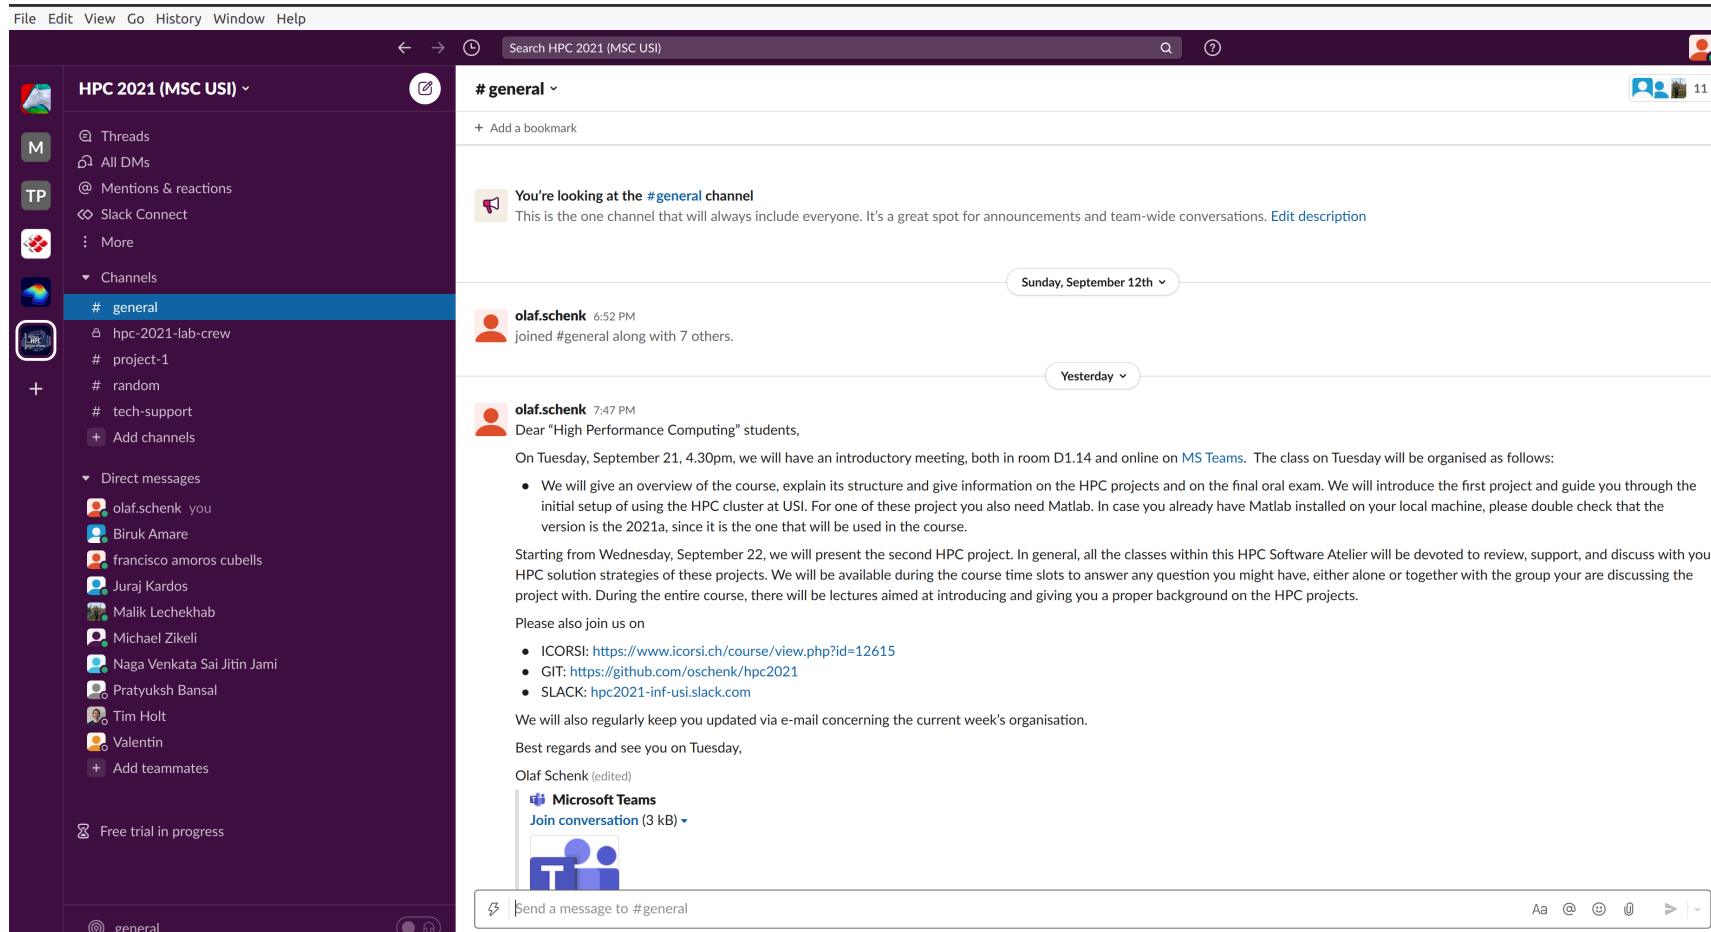 File Edit View Go History Window Help
Search HPC 2021 (MSC USI)
HPC 2021 (MSC USI)
M
TP
HPC
Threads
All DMs
Mentions & reactions
Slack Connect
More
Channels
# general
hpc-2021-lab-crew
# project-1
# random
# tech-support
+ Add channels
Direct messages
olaf.schenk you
Biruk Amare
francisco amoros cubells
Juraj Kardos
Malik Lechekhab
Michael Zikeli
Naga Venkata Sai Jitin Jami
Pratyuksh Bansal
Tim Holt
Valentin
+ Add teammates
Free trial in progress
general
# general
11
+ Add a bookmark
You're looking at the #general channel
This is the one channel that will always include everyone. It's a great spot for announcements and team-wide conversations. Edit description
Sunday, September 12th
olaf.schenk 6:52 PM
joined #general along with 7 others.
Yesterday
olaf.schenk 7:47 PM
Dear “High Performance Computing” students,
On Tuesday, September 21, 4.30pm, we will have an introductory meeting, both in room D1.14 and online on MS Teams. The class on Tuesday will be organised as follows:
• We will give an overview of the course, explain its structure and give information on the HPC projects and on the final oral exam. We will introduce the first project and guide you through the
initial setup of using the HPC cluster at USI. For one of these project you also need Matlab. In case you already have Matlab installed on your local machine, please double check that the
version is the 2021a, since it is the one that will be used in the course.
Starting from Wednesday, September 22, we will present the second HPC project. In general, all the classes within this HPC Software Atelier will be devoted to review, support, and discuss with you
HPC solution strategies of these projects. We will be available during the course time slots to answer any question you might have, either alone or together with the group your are discussing the
project with. During the entire course, there will be lectures aimed at introducing and giving you a proper background on the HPC projects.
Please also join us on
• ICORSI: https://www.icorsi.ch/course/view.php?id=12615
• GIT: https://github.com/oschenk/hpc2021
• SLACK: hpc2021-inf-usi.slack.com
We will also regularly keep you updated via e-mail concerning the current week's organisation.
Best regards and see you on Tuesday,
Olaf Schenk (edited)
Microsoft Teams
Join conversation (3 kB)
T
Send a message to #general
Aa @